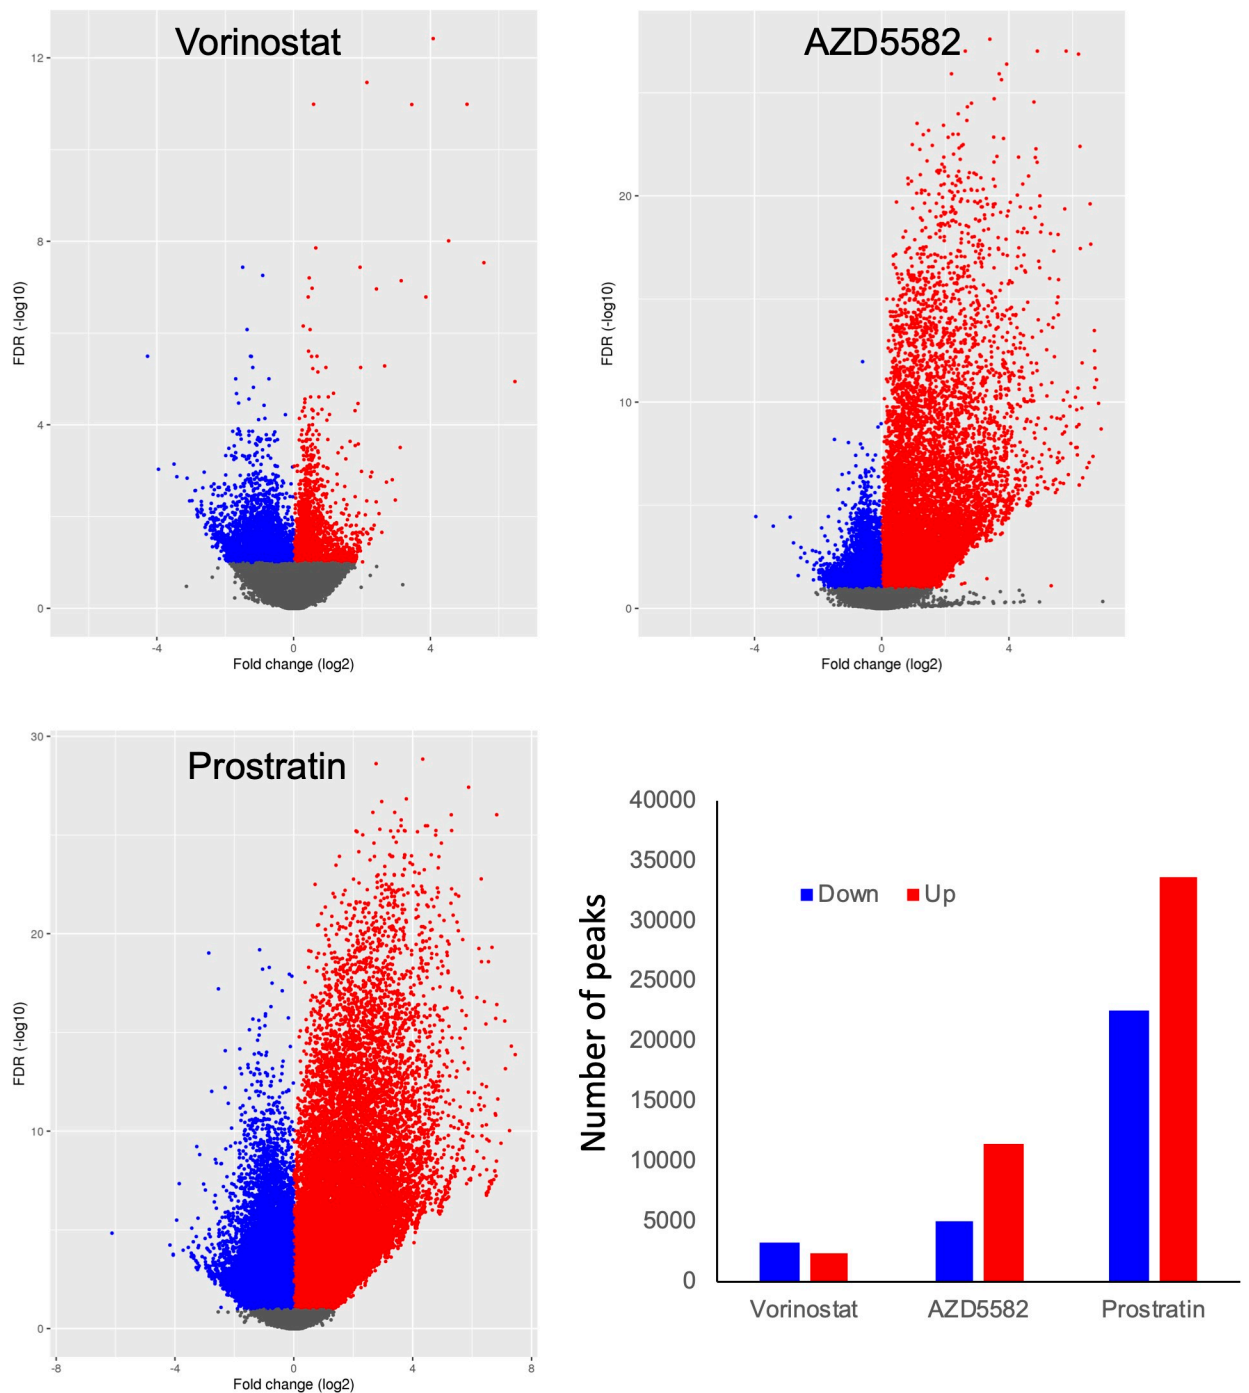 Vorinostat
12
8
4
0
FDR (-log10)
-4
0
4
Fold change (log2)
AZD5582
20
10
0
FDR (-log10)
-4
0
4
Fold change (log2)
Prostratin
30
20
10
0
FDR (-log10)
-8
-4
0
4
8
Fold change (log2)
Number of peaks
40000
35000
30000
25000
20000
15000
10000
5000
0
Down Up
Vorinostat AZD5582 Prostratin